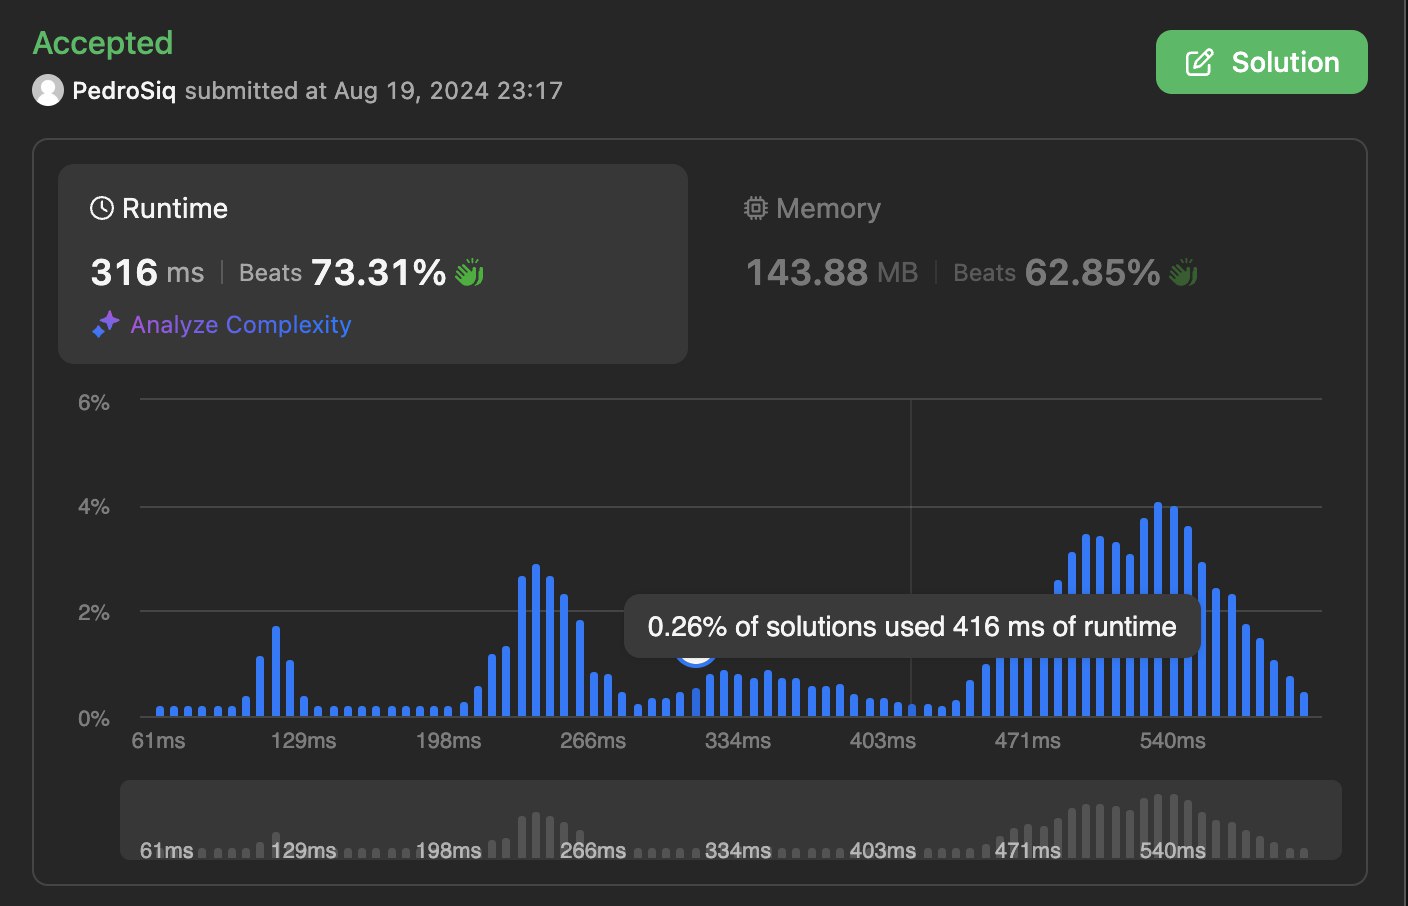 Accepted
Solution
PedroSiq submitted at Aug 19, 2024 23:17
Runtime
316 ms | Beats 73.31%
Analyze Complexity
Memory
143.88 MB | Beats 62.85%
6%
4%
2%
0%
0.26% of solutions used 416 ms of runtime
61ms 129ms 198ms 266ms 334ms 403ms 471ms 540ms
61ms 129ms 198ms 266ms 334ms 403ms 471ms 540ms